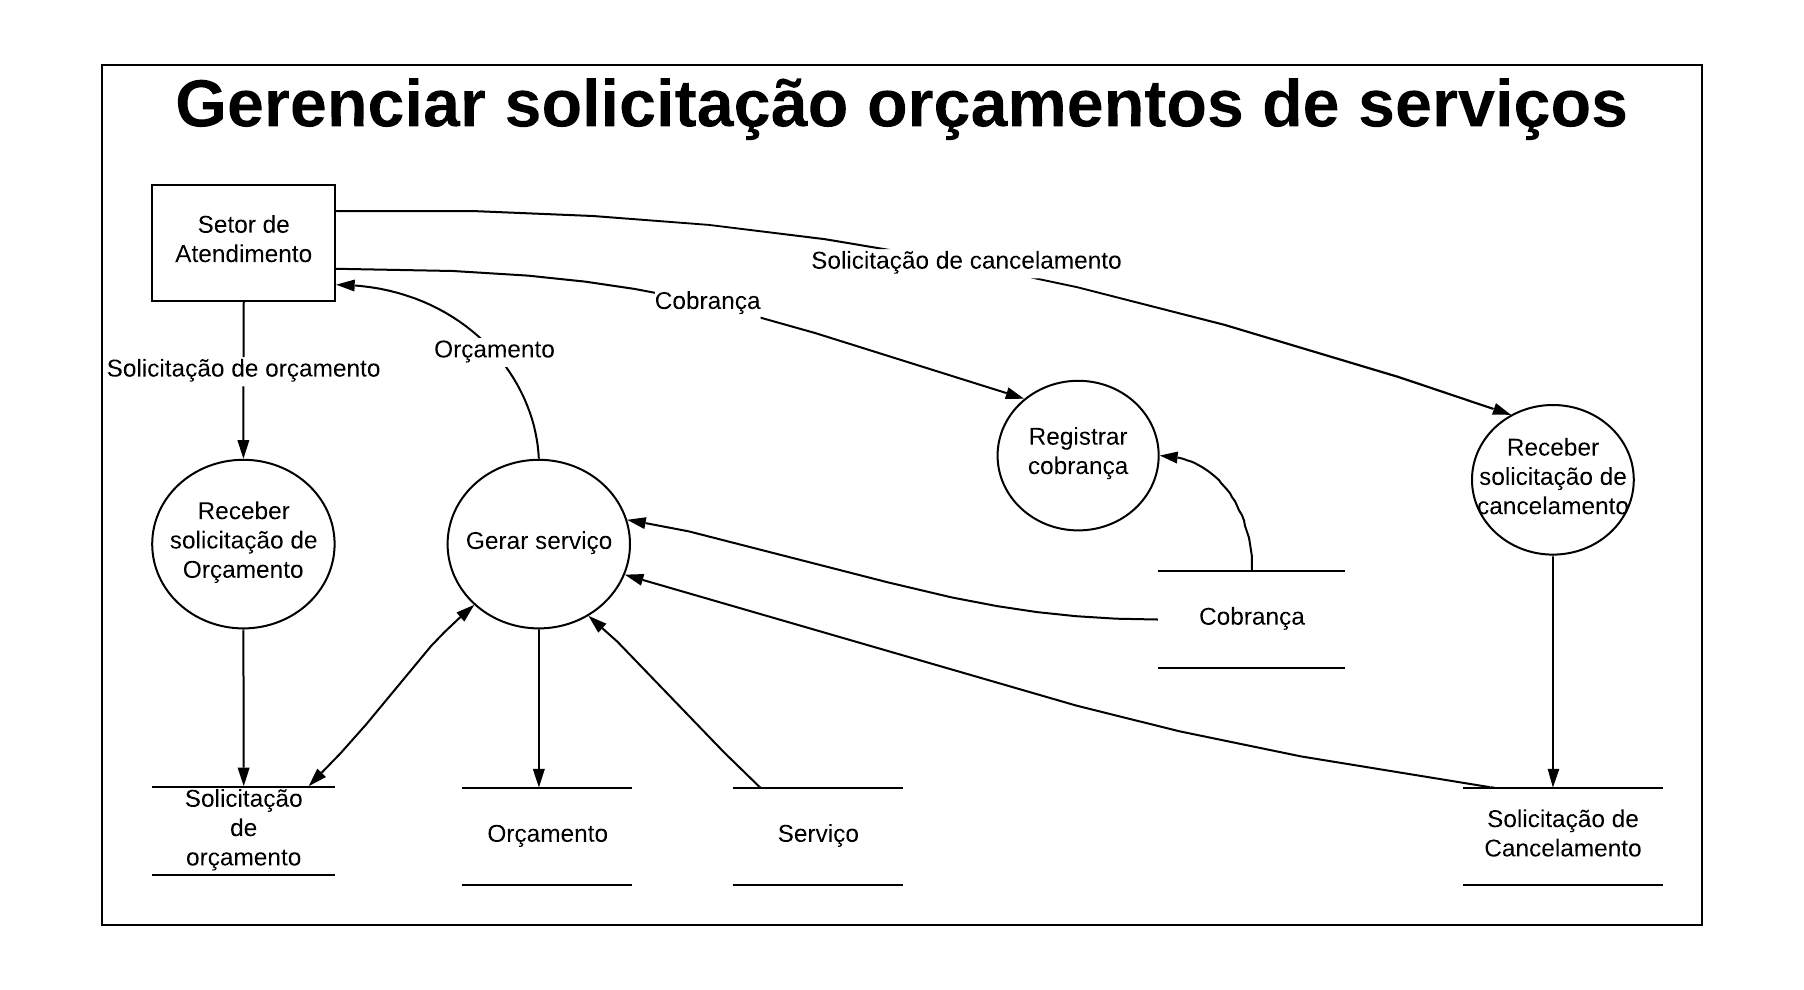 Gerenciar solicitação orçamentos de serviços
Setor de
Atendimento
Solicitação de cancelamento
Cobrança
Orçamento
Solicitação de orçamento
Registrar
cobrança
Receber
solicitação de
cancelamento
Receber
solicitação de
Orçamento
Gerar serviço
Cobrança
Solicitação
de
orçamento
Orçamento
Serviço
Solicitação de
Cancelamento